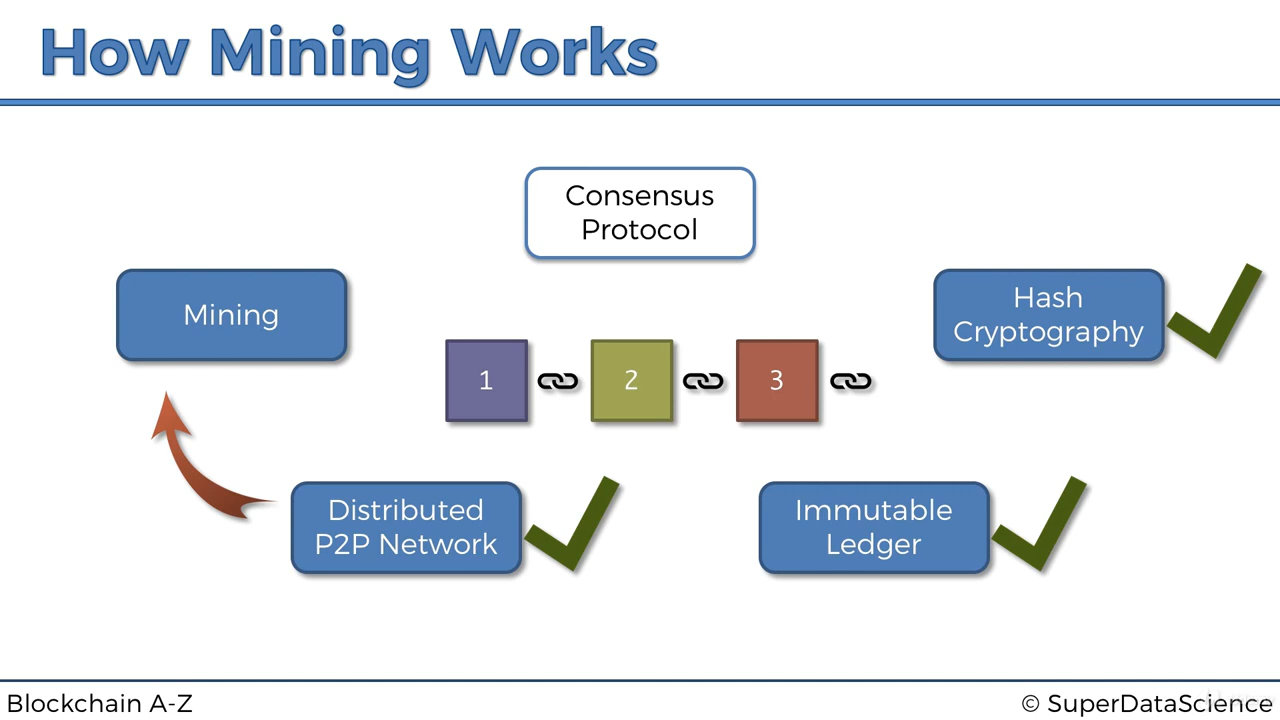 How Mining Works
Consensus
Protocol
Mining
Hash
Cryptography
1
2
3
Distributed
P2P Network
Immutable
Ledger
Blockchain A-Z
© SuperDataScience